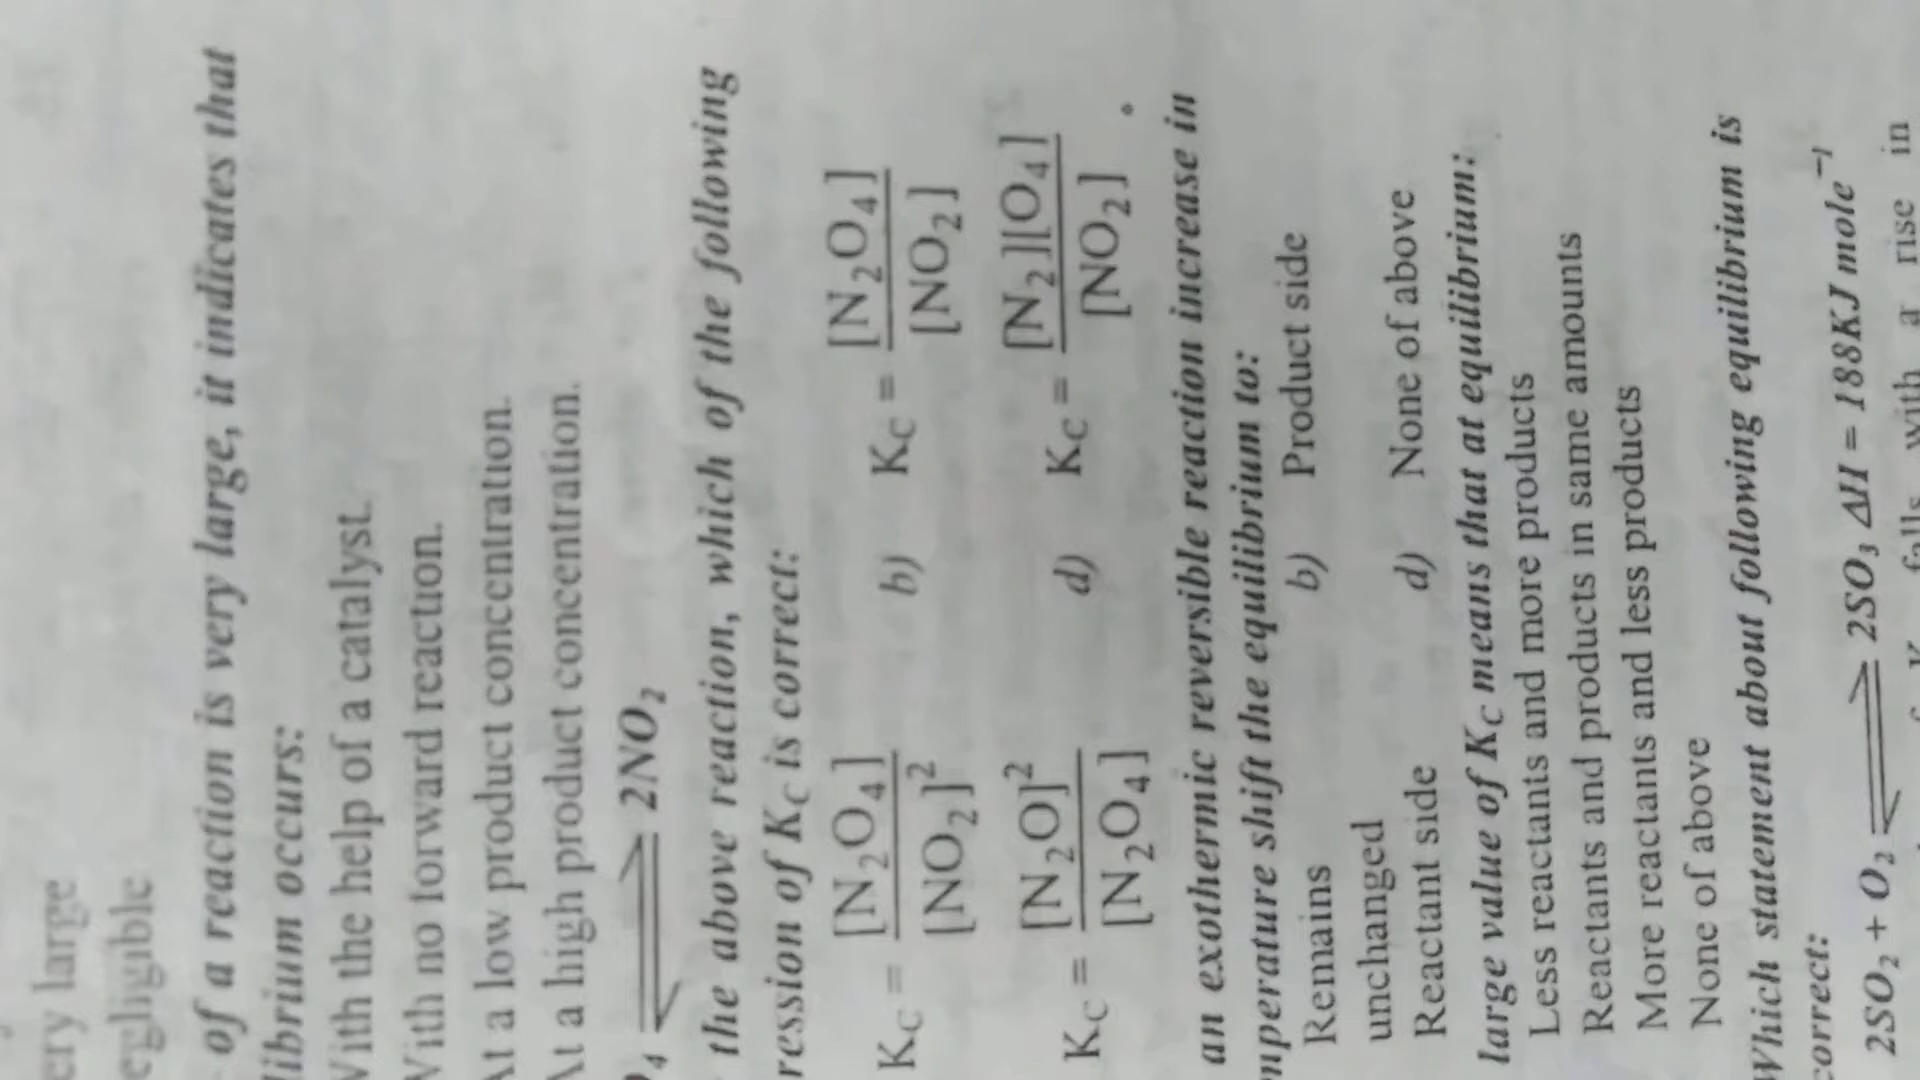 ery large
egligible
of a reaction is very large, it indicates that
librium occurs:
With the help of a catalyst.
With no forward reaction.
At a low product concentration.
At a high product concentration.
4 ⇌ 2NO₂
the above reaction, which of the following
ression of K_C is correct:
K_C = [N₂O₄] / [NO₂]² b) K_C = [N₂O₄] / [NO₂]
K_C = [N₂O]² / [N₂O₄] d) K_C = [N₂][O₄] / [NO₂]
an exothermic reversible reaction increase in
mperature shift the equilibrium to:
Remains b) Product side
unchanged
Reactant side d) None of above
large value of K_C means that at equilibrium:
Less reactants and more products
Reactants and products in same amounts
More reactants and less products
None of above
Which statement about following equilibrium is
correct:
2SO₂ + O₂ ⇌ 2SO₃ ΔH = 188KJ mole⁻¹
falls with a rise in